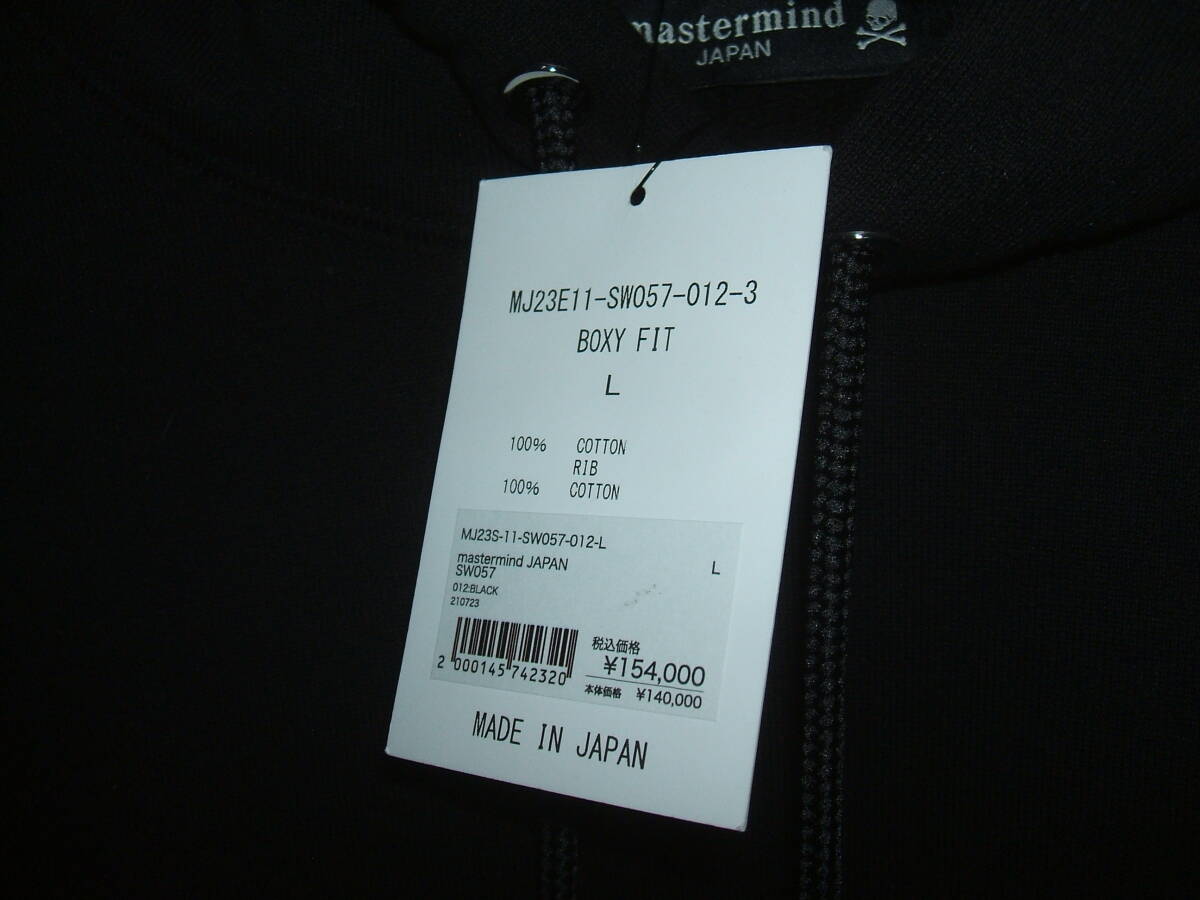 mastermind
JAPAN
MJ23E11-SW057-012-3
BOXY FIT
L
100% COTTON
RIB
100% COTTON
MJ23S-11-SW057-012-L
mastermind JAPAN L
SW057
012:BLACK
210723
2 000145 742320
税込価格
¥154,000
本体価格 ¥140,000
MADE IN JAPAN